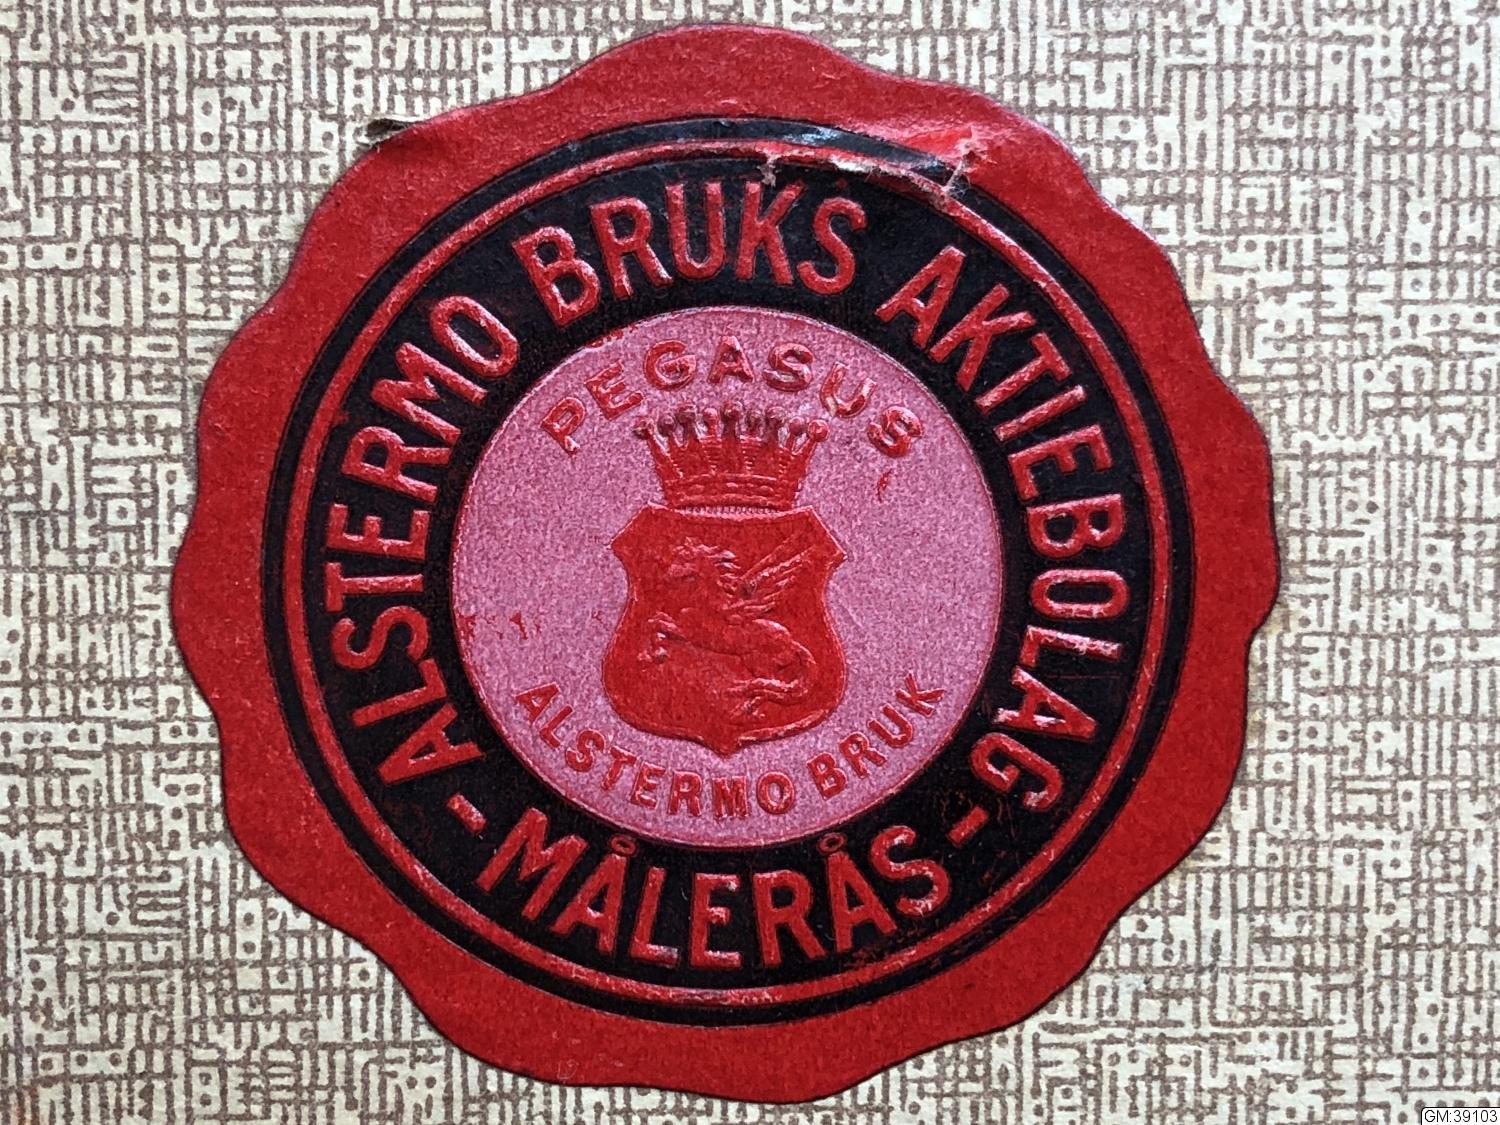 ALSTERMO BRUKS AKTIEBOLAG
- MÅLERÅS -
PEGASUS
ALSTERMO BRUK
GM:39103